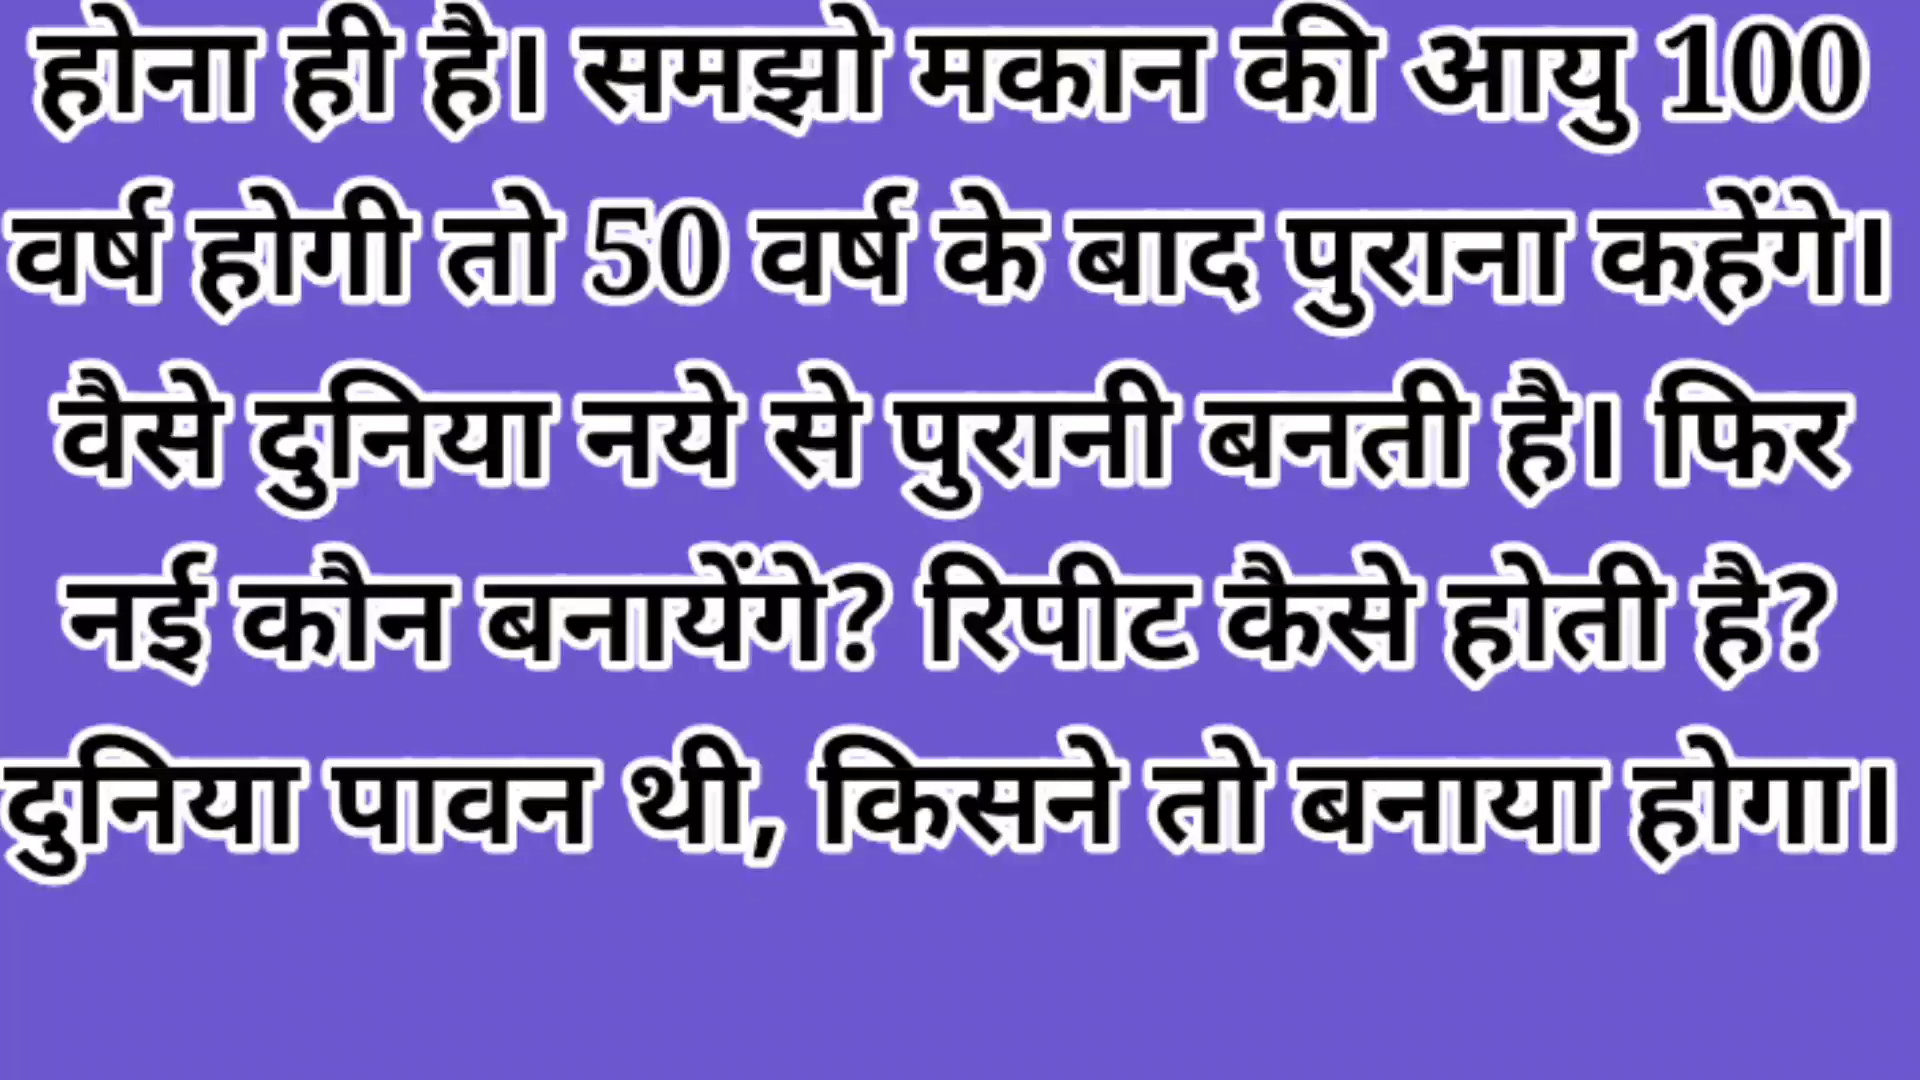 होना ही है। समझो मकान की आयु 100
वर्ष होगी तो 50 वर्ष के बाद पुराना कहेंगे।
वैसे दुनिया नये से पुरानी बनती है। फिर
नई कौन बनायेंगे? रिपीट कैसे होती है?
दुनिया पावन थी, किसने तो बनाया होगा।